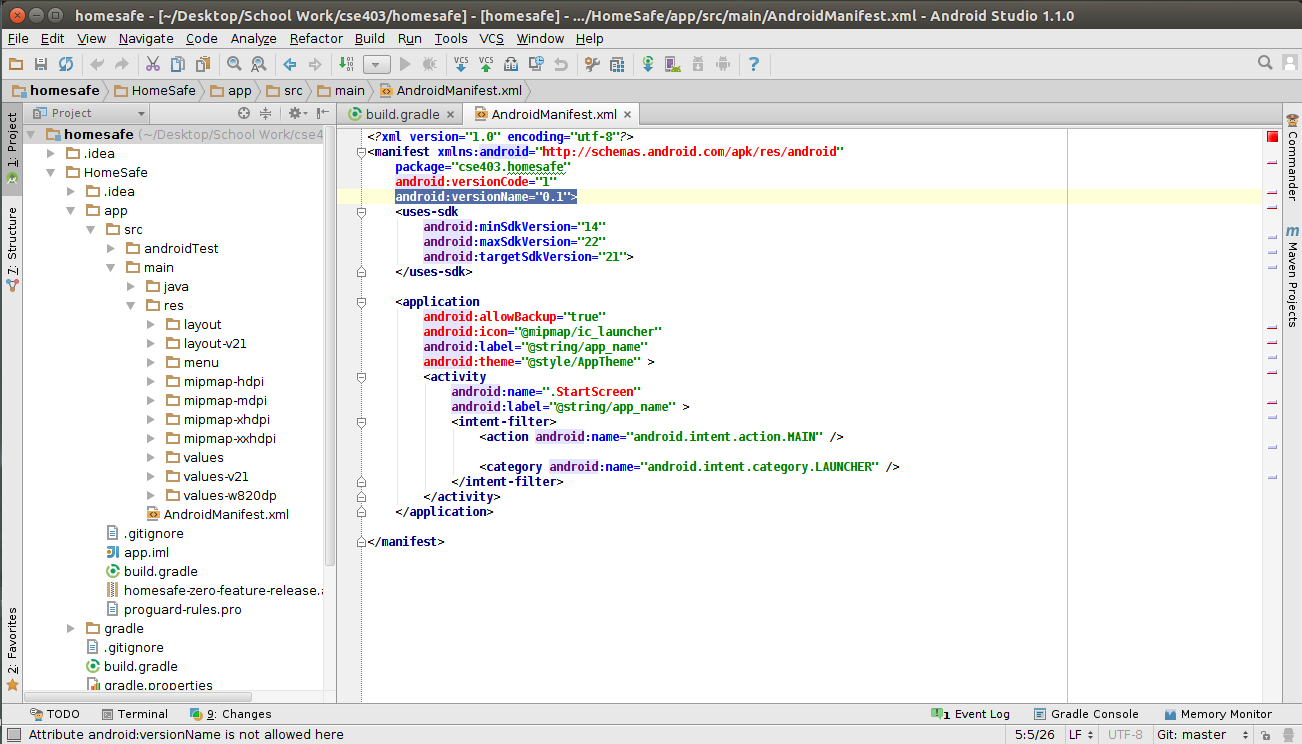 homesafe - [~/Desktop/School Work/cse403/homesafe] - [homesafe] - .../HomeSafe/app/src/main/AndroidManifest.xml - Android Studio 1.1.0
File Edit View Navigate Code Analyze Refactor Build Run Tools VCS Window Help
VCS VCS
homesafe HomeSafe app src main AndroidManifest.xml
1: Project
7: Structure
2: Favorites
Project
homesafe (~/Desktop/School Work/cse4
.idea
HomeSafe
.idea
app
src
androidTest
main
java
res
layout
layout-v21
menu
mipmap-hdpi
mipmap-mdpi
mipmap-xhdpi
mipmap-xxhdpi
values
values-v21
values-w820dp
AndroidManifest.xml
.gitignore
app.iml
build.gradle
homesafe-zero-feature-release.a
proguard-rules.pro
gradle
.gitignore
build.gradle
gradle.properties
build.gradle AndroidManifest.xml
<?xml version="1.0" encoding="utf-8"?>
<manifest xmlns:android="http://schemas.android.com/apk/res/android"
package="cse403.homesafe"
android:versionCode="1"
android:versionName="0.1">
<uses-sdk
android:minSdkVersion="14"
android:maxSdkVersion="22"
android:targetSdkVersion="21">
</uses-sdk>
<application
android:allowBackup="true"
android:icon="@mipmap/ic_launcher"
android:label="@string/app_name"
android:theme="@style/AppTheme" >
<activity
android:name=".StartScreen"
android:label="@string/app_name" >
<intent-filter>
<action android:name="android.intent.action.MAIN" />
<category android:name="android.intent.category.LAUNCHER" />
</intent-filter>
</activity>
</application>
</manifest>
Commander
m Maven Projects
TODO Terminal 9: Changes 1 Event Log Gradle Console Memory Monitor
Attribute android:versionName is not allowed here 5:5/26 LF UTF-8 Git: master